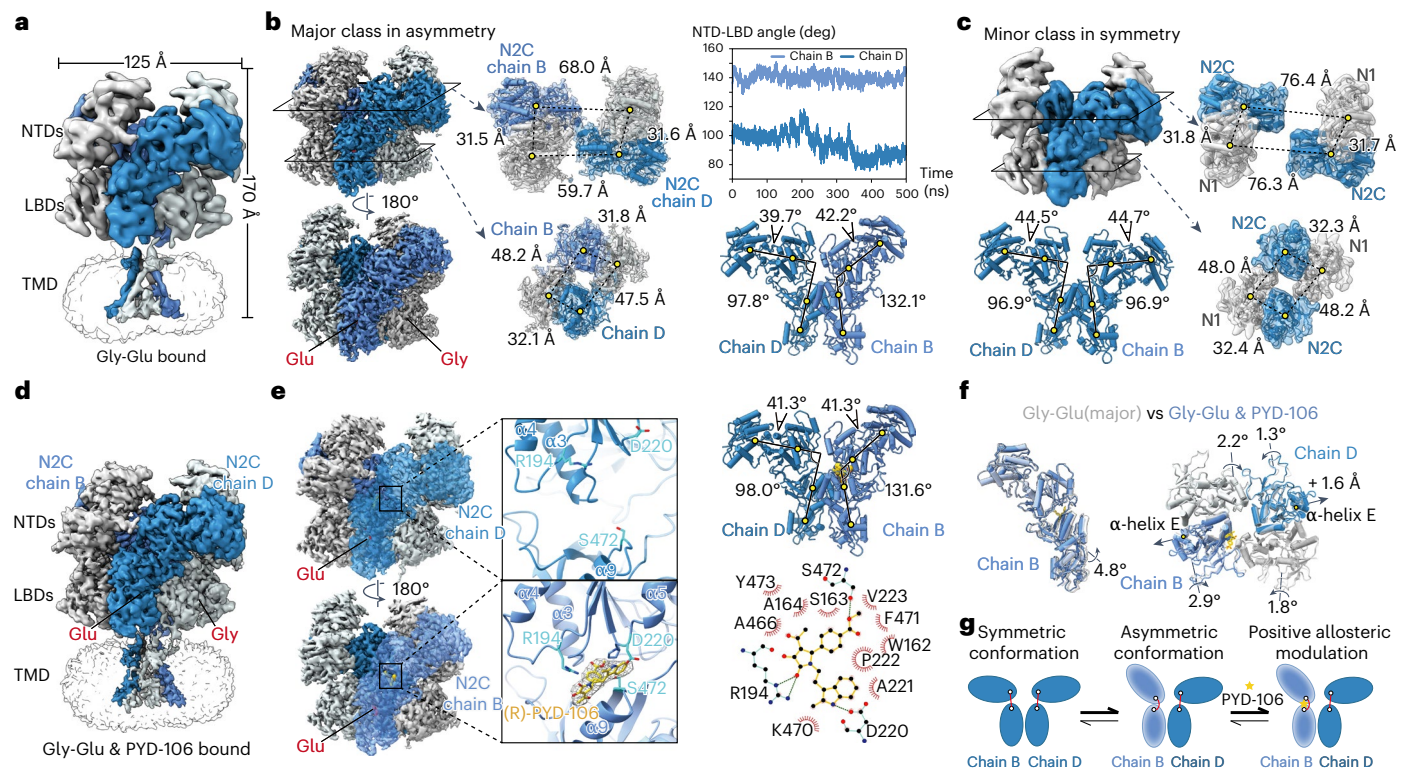 a
125 Å
NTDs
LBDs
TMD
170 Å
Gly-Glu bound
b
Major class in asymmetry
N2C
chain B
68.0 Å
31.5 Å
31.6 Å
59.7 Å
N2C
chain D
180°
Chain B
31.8 Å
48.2 Å
47.5 Å
32.1 Å
Chain D
Glu
Gly
NTD-LBD angle (deg)
Chain B
Chain D
160
140
120
100
80
0
100
200
300
400
500
Time
(ns)
39.7°
42.2°
97.8°
132.1°
Chain D
Chain B
c
Minor class in symmetry
N2C
76.4 Å
N1
31.8 Å
31.7 Å
N1
76.3 Å
N2C
44.5°
44.7°
96.9°
96.9°
Chain D
Chain B
N2C
32.3 Å
N1
48.0 Å
48.2 Å
N1
32.4 Å
N2C
d
N2C
chain B
N2C
chain D
NTDs
LBDs
Glu
Gly
TMD
Gly-Glu & PYD-106 bound
e
N2C
chain D
Glu
180°
N2C
chain B
Glu
α4
α3
D220
R194
S472
α9
α4
α5
α3
R194
D220
S472
(R)-PYD-106
α9
41.3°
41.3°
98.0°
131.6°
Chain D
Chain B
S472
Y473
V223
A164
S163
F471
A466
W162
P222
R194
A221
K470
D220
f
Gly-Glu(major) vs Gly-Glu & PYD-106
Chain B
4.8°
2.2°
1.3°
Chain D
+ 1.6 Å
α-helix E
α-helix E
Chain B
2.9°
1.8°
g
Symmetric
conformation
Asymmetric
conformation
Positive allosteric
modulation
PYD-106
Chain B
Chain D
Chain B
Chain D
Chain B
Chain D